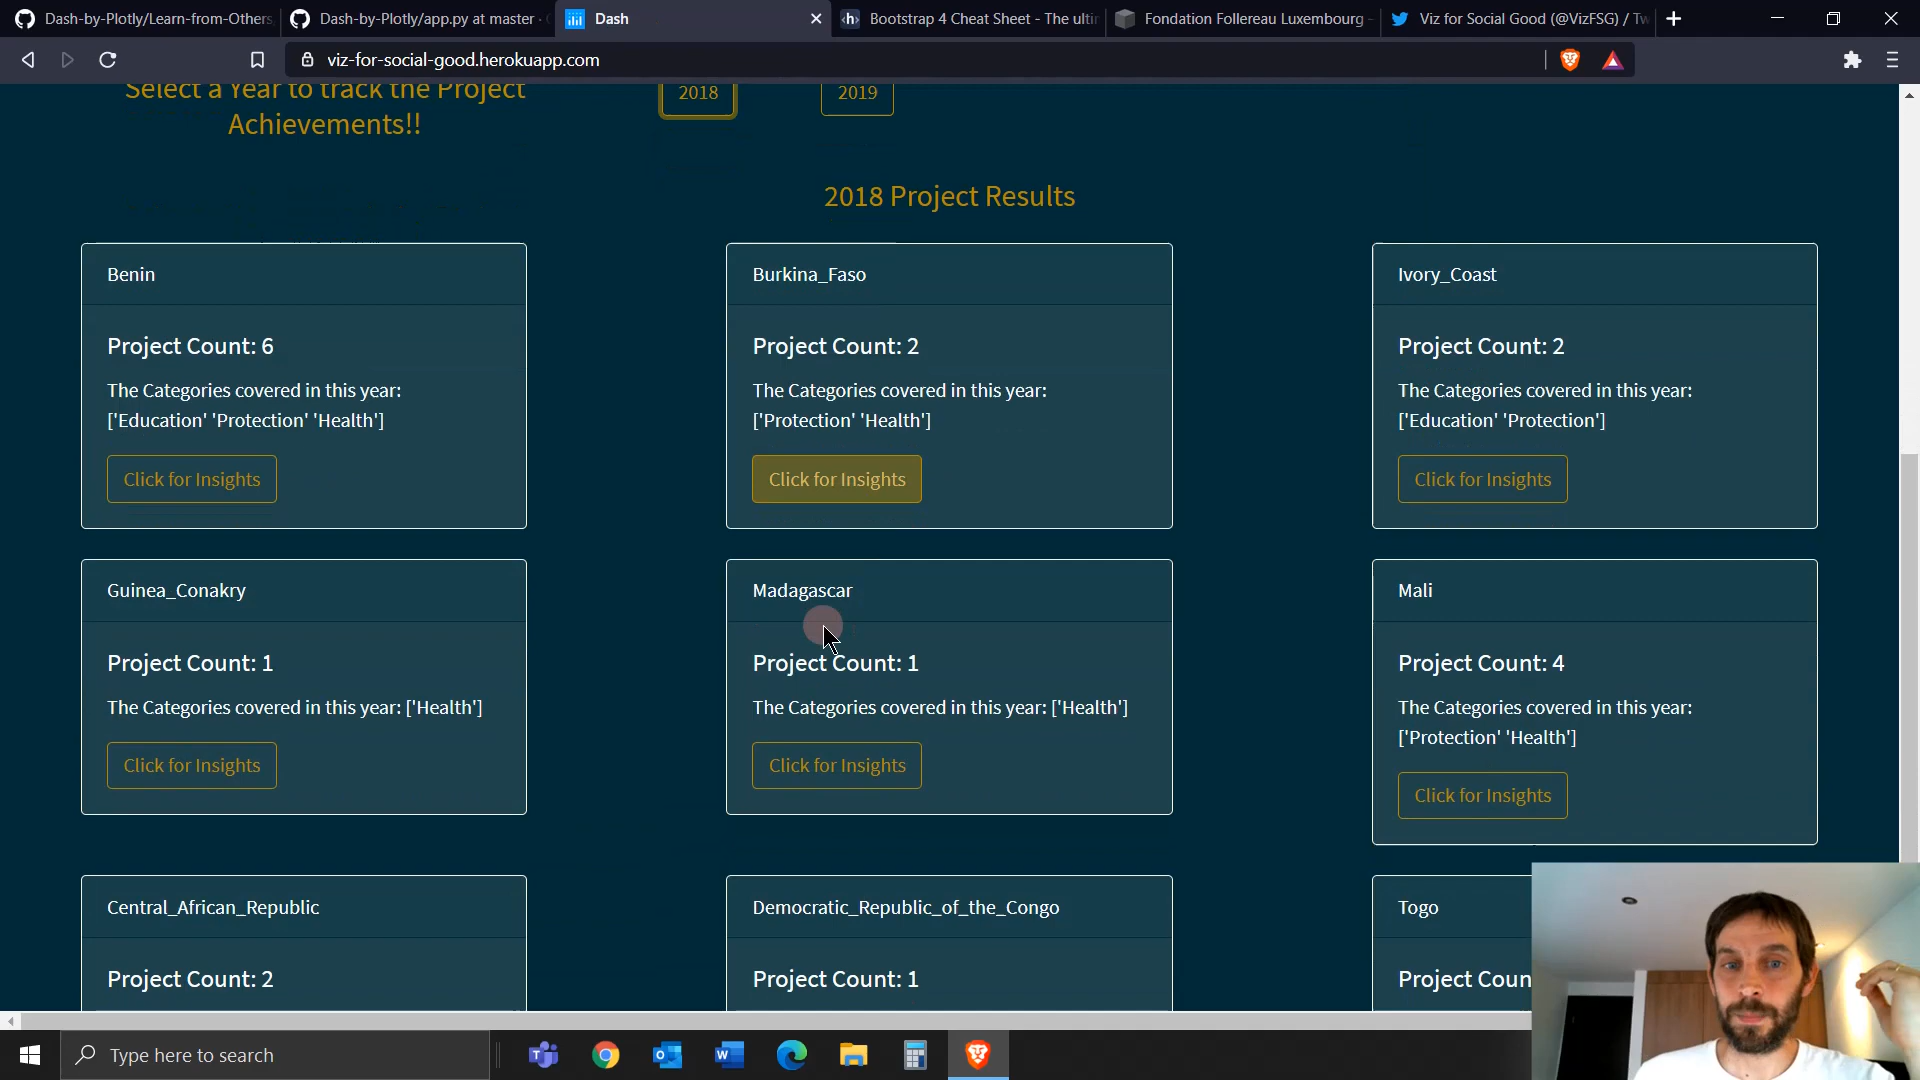 Dash-by-Plotly/Learn-from-Others
Dash-by-Plotly/app.py at master ·
Dash
Bootstrap 4 Cheat Sheet - The ulti
Fondation Follereau Luxembourg -
Viz for Social Good (@VizFSG) / Tw
viz-for-social-good.herokuapp.com
Select a Year to track the Project
Achievements!!
2018
2019
2018 Project Results
Benin
Project Count: 6
The Categories covered in this year:
['Education' 'Protection' 'Health']
Click for Insights
Burkina_Faso
Project Count: 2
The Categories covered in this year:
['Protection' 'Health']
Click for Insights
Ivory_Coast
Project Count: 2
The Categories covered in this year:
['Education' 'Protection']
Click for Insights
Guinea_Conakry
Project Count: 1
The Categories covered in this year: ['Health']
Click for Insights
Madagascar
Project Count: 1
The Categories covered in this year: ['Health']
Click for Insights
Mali
Project Count: 4
The Categories covered in this year:
['Protection' 'Health']
Click for Insights
Central_African_Republic
Project Count: 2
Democratic_Republic_of_the_Congo
Project Count: 1
Togo
Project Coun
Type here to search